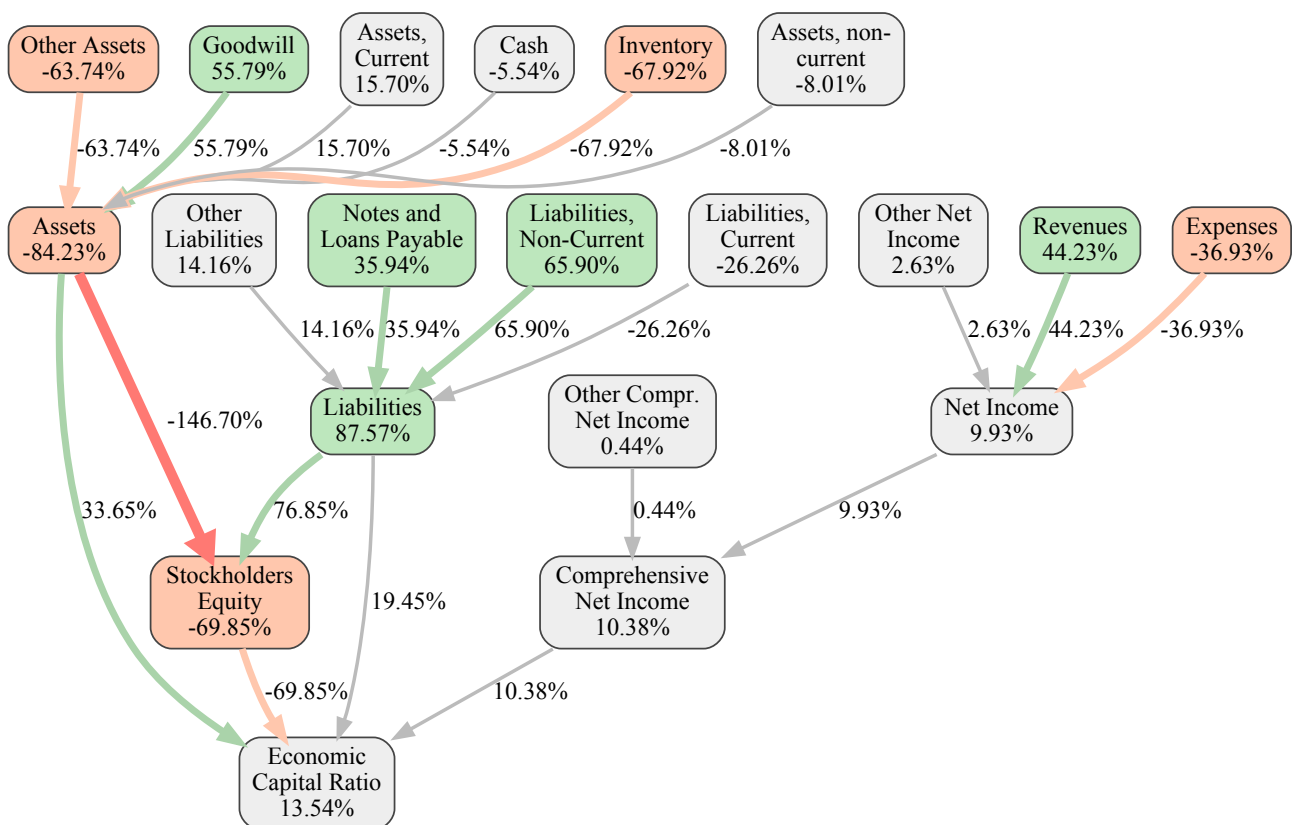 Other Assets
-63.74%
Goodwill
55.79%
Assets,
Current
15.70%
Cash
-5.54%
Inventory
-67.92%
Assets, non-
current
-8.01%
-63.74%
55.79%
15.70%
-5.54%
-67.92%
-8.01%
Assets
-84.23%
Other
Liabilities
14.16%
Notes and
Loans Payable
35.94%
Liabilities,
Non-Current
65.90%
Liabilities,
Current
-26.26%
Other Net
Income
2.63%
Revenues
44.23%
Expenses
-36.93%
14.16%
35.94%
65.90%
-26.26%
2.63%
44.23%
-36.93%
-146.70%
Liabilities
87.57%
Other Compr.
Net Income
0.44%
Net Income
9.93%
33.65%
76.85%
0.44%
9.93%
Stockholders
Equity
-69.85%
19.45%
Comprehensive
Net Income
10.38%
-69.85%
10.38%
Economic
Capital Ratio
13.54%